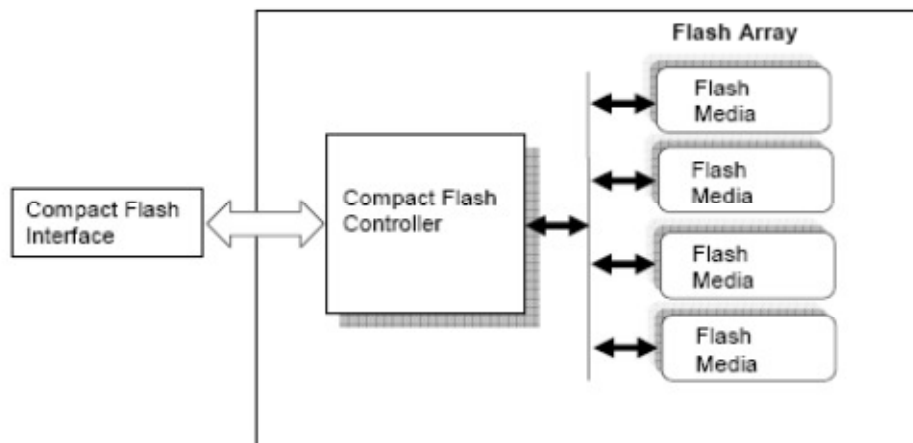 Flash Array
Flash
Media
Flash
Media
Compact Flash
Interface
Compact Flash
Controller
Flash
Media
Flash
Media